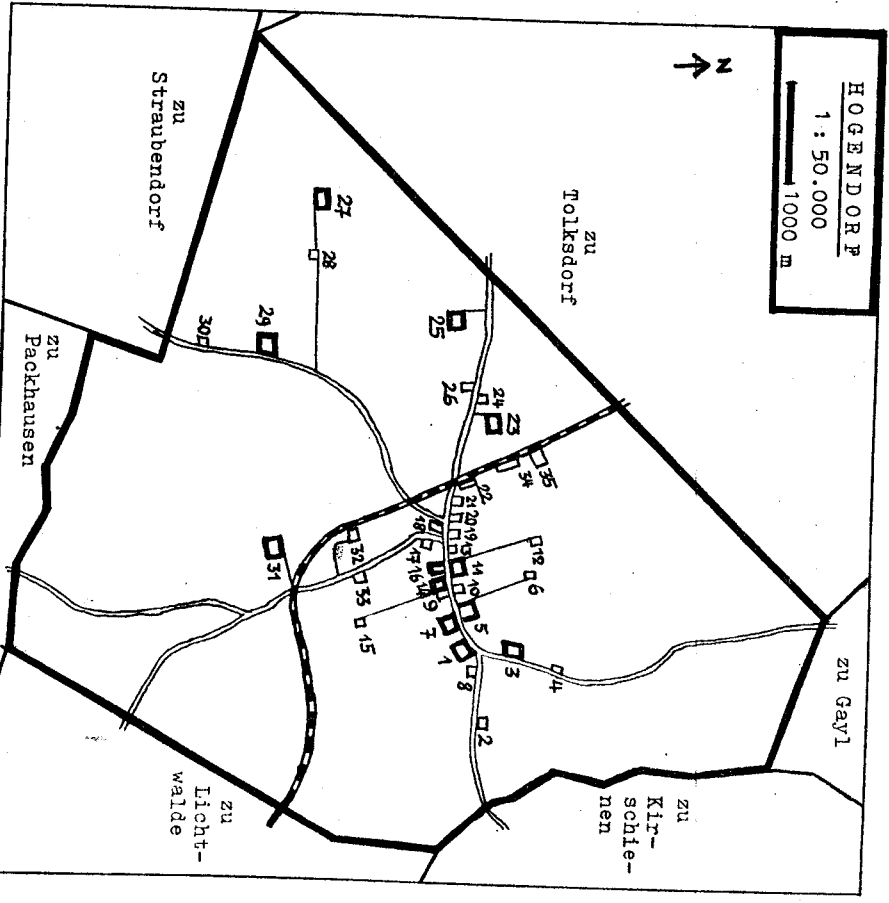 HOGENDORF
1 : 50.000
1000 m
N
zu
Tolksdorf
zu Gayl
zu
Straubendorf
zu
Kir-
schie-
nen
zu
Packhausen
zu
Licht-
walde
27
28
25
29
30
26
24
23
35
34
22
21
20
19
13
11
10
12
6
5
3
4
18
17
16
14
9
7
1
8
2
32
33
15
31